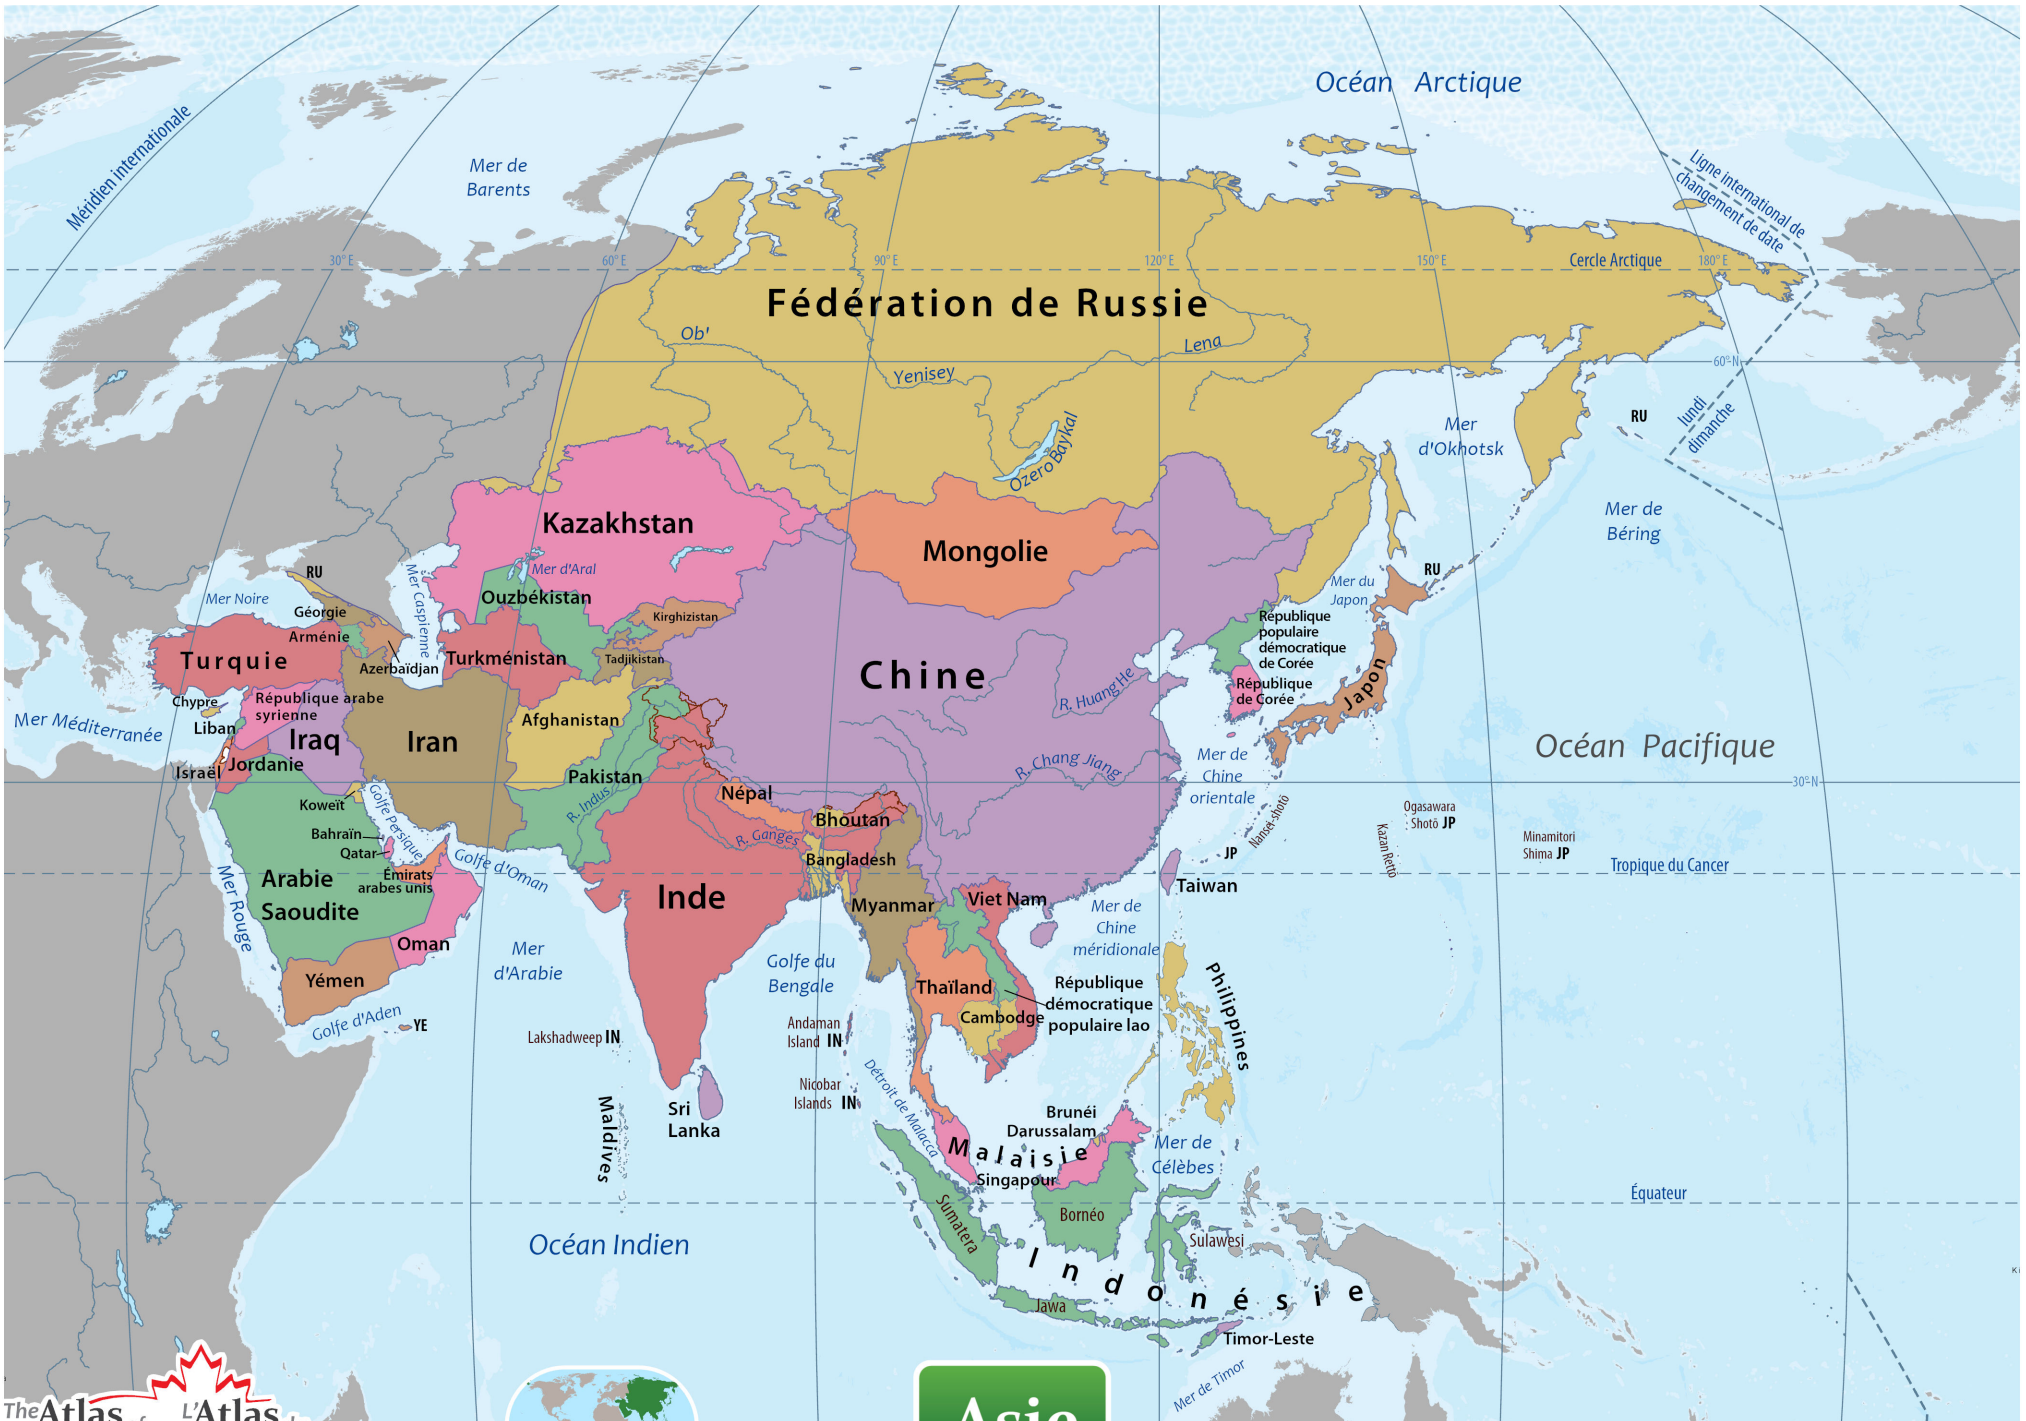 Océan Arctique
Méridien internationale
Mer de
Barents
Ligne international de
changement de date
30°E
60°E
90°E
120°E
150°E
Cercle Arctique
180°E
Fédération de Russie
Ob'
Lena
Yenisey
60°N
lundi
dimanche
RU
Mer
d'Okhotsk
Ozero Baykal
Mer de
Béring
Kazakhstan
Mongolie
Mer d'Aral
RU
RU
Mer Noire
Mer Caspienne
Ouzbékistan
Géorgie
Arménie
Kirghizistan
Mer du
Japon
République
populaire
démocratique
de Corée
Turquie
Azerbaïdjan
Turkménistan
Tadjikistan
Chine
R. Huang He
République
de Corée
Japon
Chypre
République arabe
syrienne
Mer Méditerranée
Liban
Iraq
Iran
Afghanistan
Israël
Jordanie
Pakistan
R. Indus
R. Chang Jiang
Mer de
Chine
orientale
Océan Pacifique
30°N
Koweït
Golfe Persique
Népal
Bhoutan
R. Ganges
Bahraïn
Qatar
Nansei-shotō
Ogasawara
Shotō JP
Kazan Retto
Minamitori
Shima JP
Tropique du Cancer
JP
Golfe d'Oman
Émirats
arabes unis
Bangladesh
Arabie
Saoudite
Mer Rouge
Inde
Myanmar
Viet Nam
Taiwan
Mer de
Chine
méridionale
Oman
Mer
d'Arabie
Golfe du
Bengale
Yémen
Thaïland
République
démocratique
populaire lao
Philippines
Golfe d'Aden
YE
Cambodge
Lakshadweep IN
Andaman
Island IN
Nicobar
Islands IN
Détroit de Malacca
Maldives
Sri
Lanka
Brunéi
Darussalam
Malaisie
Singapour
Mer de
Célèbes
Équateur
Sumatera
Bornéo
Sulawesi
Océan Indien
Indonésie
Jawa
Timor-Leste
Mer de Timor
The Atlas
L'Atlas
Asie